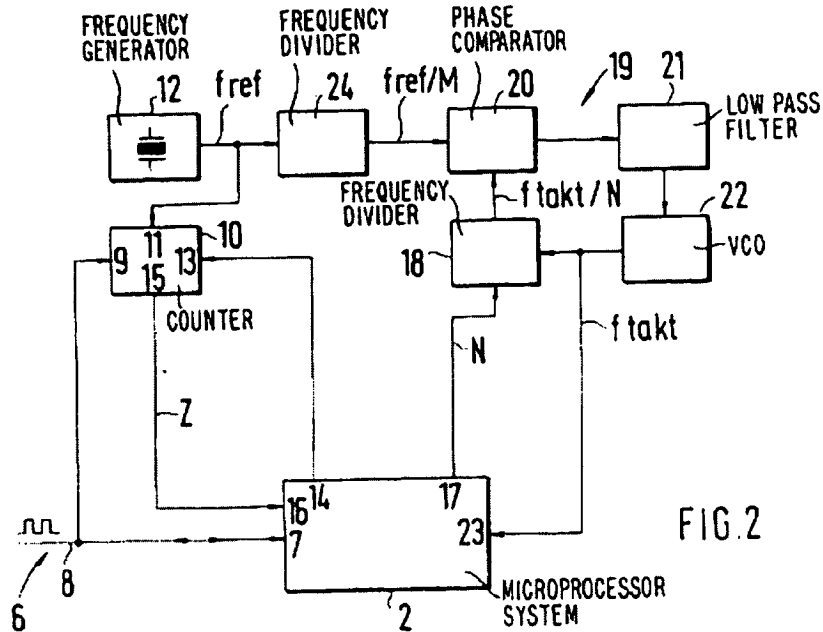 FREQUENCY
GENERATOR
12
f ref
FREQUENCY
DIVIDER
24
f ref/M
PHASE
COMPARATOR
20
19
21
LOW PASS
FILTER
FREQUENCY
DIVIDER
18
f takt/N
22
VCO
f takt
9
11
15
13
10
COUNTER
Z
N
16
14
7
17
23
MICROPROCESSOR
SYSTEM
2
6
8
FIG.2